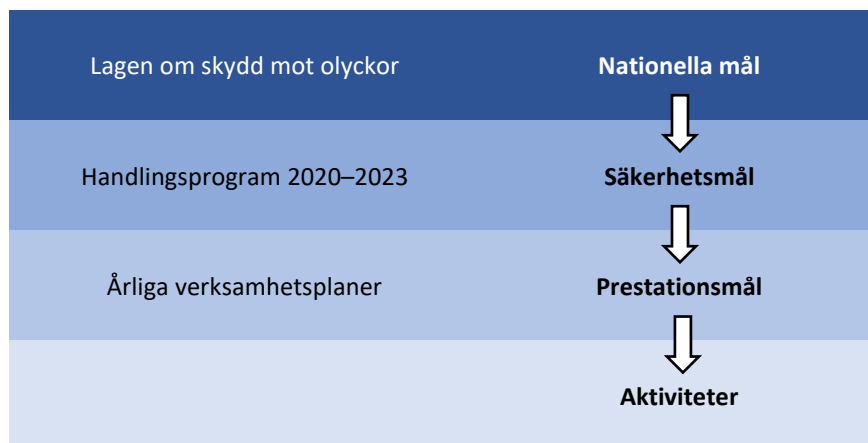 Lagen om skydd mot olyckor
Nationella mål
Handlingsprogram 2020–2023
Säkerhetsmål
Årliga verksamhetsplaner
Prestationsmål
Aktiviteter